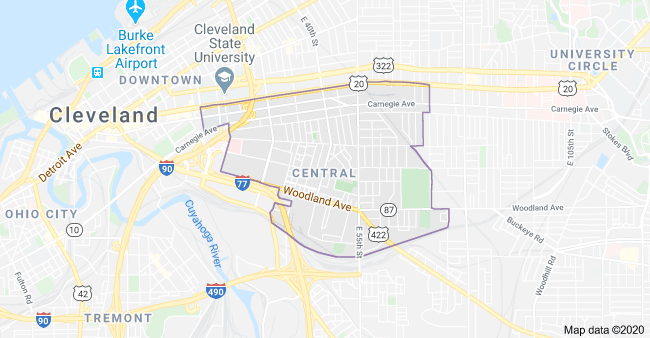 Burke
Lakefront
Airport
Cleveland
State
University
E 40th St
322
UNIVERSITY
CIRCLE
DOWNTOWN
20
20
Carnegie Ave
Carnegie Ave
Cleveland
Carnegie Ave
E 105th St
Stokes Blvd
Detroit Ave
90
CENTRAL
77
Woodland Ave
87
Woodland Ave
OHIO CITY
10
Cuyahoga
River
422
E 55th St
Buckeye Rd
Woodhill Rd
Fulton Rd
42
490
90
TREMONT
Map data ©2020